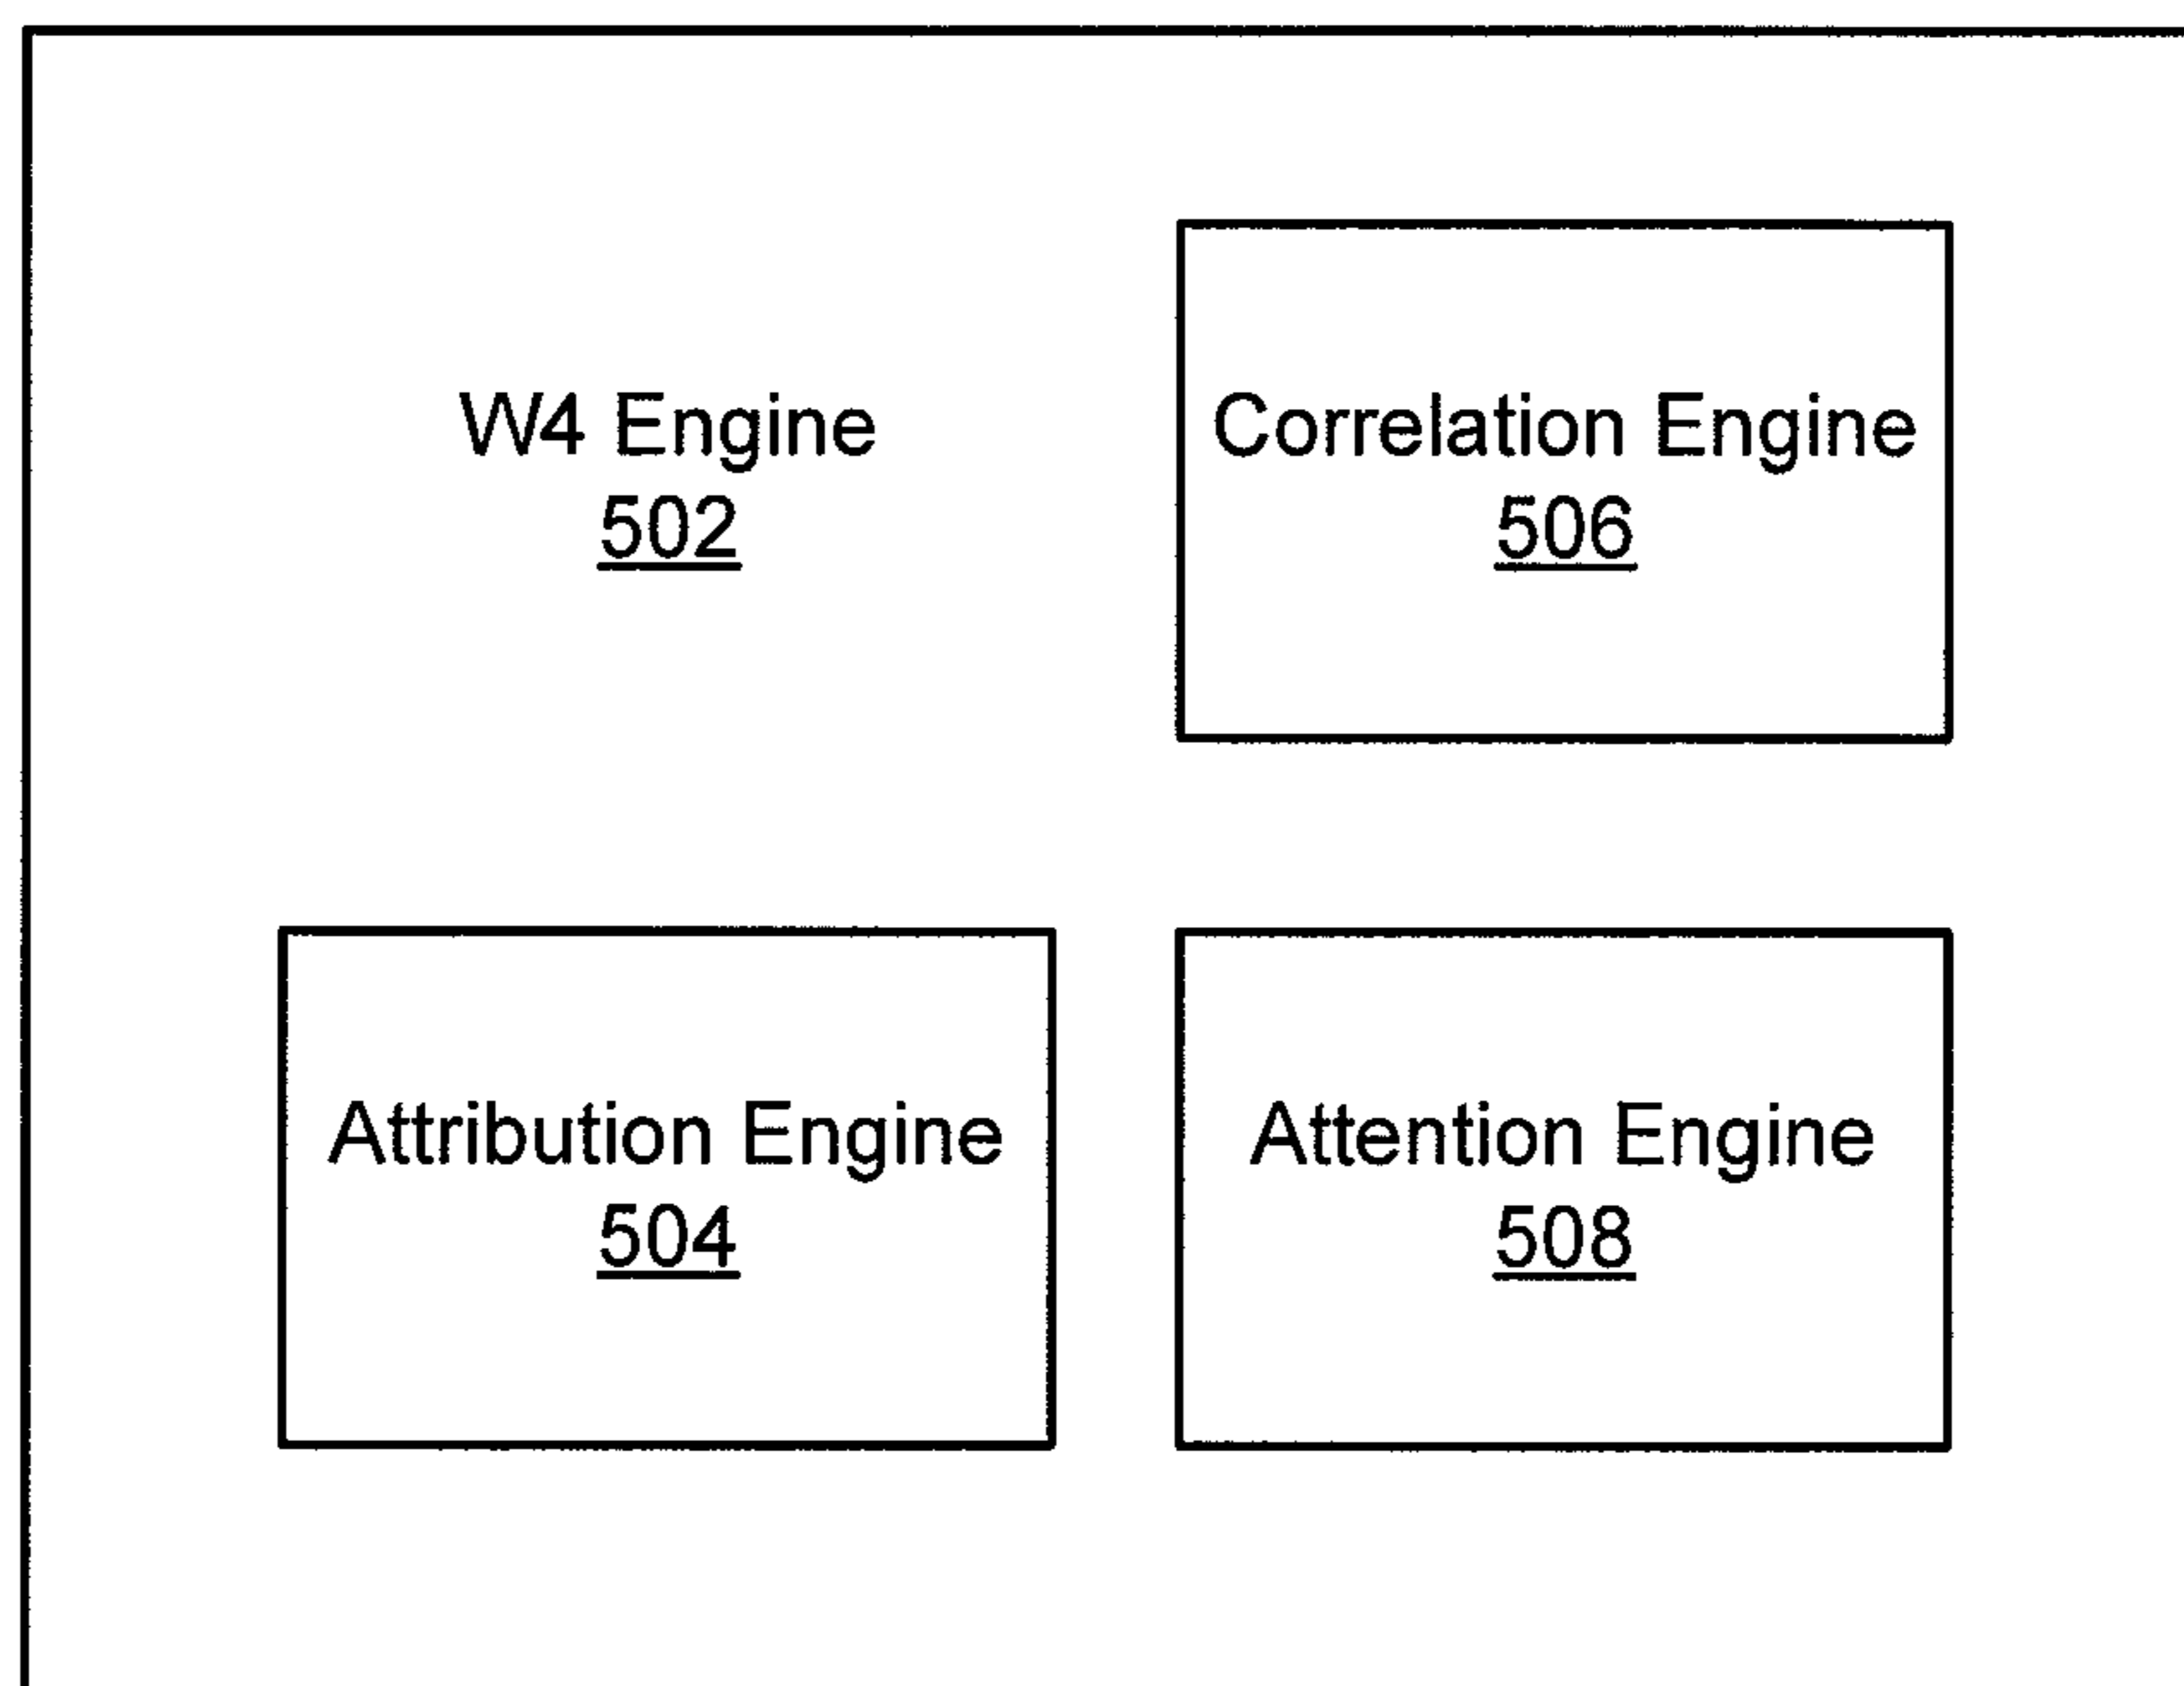 W4 Engine
502
Correlation Engine
506
Attribution Engine
504
Attention Engine
508